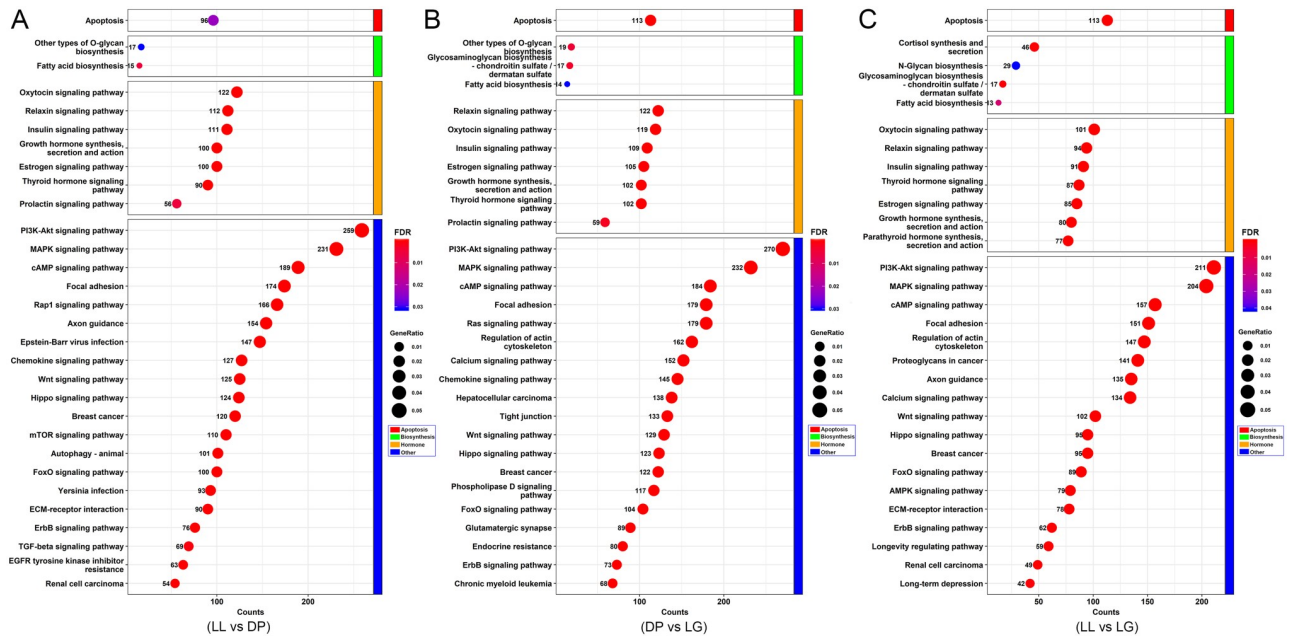 A
Apoptosis
96
Other types of O-glycan
biosynthesis
17
Fatty acid biosynthesis
15
Oxytocin signaling pathway
122
Relaxin signaling pathway
112
Insulin signaling pathway
111
Growth hormone synthesis,
secretion and action
100
Estrogen signaling pathway
100
Thyroid hormone signaling
pathway
90
Prolactin signaling pathway
56
PI3K-Akt signaling pathway
259
MAPK signaling pathway
231
cAMP signaling pathway
189
Focal adhesion
174
Rap1 signaling pathway
166
Axon guidance
154
Epstein-Barr virus infection
147
Chemokine signaling pathway
127
Wnt signaling pathway
125
Hippo signaling pathway
124
Breast cancer
120
mTOR signaling pathway
110
Autophagy - animal
101
FoxO signaling pathway
100
Yersinia infection
93
ECM-receptor interaction
90
ErbB signaling pathway
76
TGF-beta signaling pathway
69
EGFR tyrosine kinase inhibitor
resistance
63
Renal cell carcinoma
54
100
200
Counts
(LL vs DP)
FDR
0.01
0.02
0.03
GeneRatio
0.01
0.02
0.03
0.04
0.05
Apoptosis
Biosynthesis
Hormone
Other
B
Apoptosis
113
Other types of O-glycan
biosynthesis
19
Glycosaminoglycan biosynthesis
- chondroitin sulfate /
dermatan sulfate
17
Fatty acid biosynthesis
14
Relaxin signaling pathway
122
Oxytocin signaling pathway
119
Insulin signaling pathway
109
Estrogen signaling pathway
105
Growth hormone synthesis,
secretion and action
102
Thyroid hormone signaling
pathway
102
Prolactin signaling pathway
59
PI3K-Akt signaling pathway
270
MAPK signaling pathway
232
cAMP signaling pathway
184
Focal adhesion
179
Ras signaling pathway
179
Regulation of actin
cytoskeleton
162
Calcium signaling pathway
152
Chemokine signaling pathway
145
Hepatocellular carcinoma
138
Tight junction
133
Wnt signaling pathway
129
Hippo signaling pathway
123
Breast cancer
122
Phospholipase D signaling
pathway
117
FoxO signaling pathway
104
Glutamatergic synapse
89
Endocrine resistance
80
ErbB signaling pathway
73
Chronic myeloid leukemia
68
100
200
Counts
(DP vs LG)
FDR
0.01
0.02
0.03
GeneRatio
0.01
0.02
0.03
0.04
0.05
Apoptosis
Biosynthesis
Hormone
Other
C
Apoptosis
113
Cortisol synthesis and
secretion
46
N-Glycan biosynthesis
29
Glycosaminoglycan biosynthesis
- chondroitin sulfate /
dermatan sulfate
17
Fatty acid biosynthesis
13
Oxytocin signaling pathway
101
Relaxin signaling pathway
94
Insulin signaling pathway
91
Thyroid hormone signaling
pathway
87
Estrogen signaling pathway
85
Growth hormone synthesis,
secretion and action
80
Parathyroid hormone synthesis,
secretion and action
77
PI3K-Akt signaling pathway
211
MAPK signaling pathway
204
cAMP signaling pathway
157
Focal adhesion
151
Regulation of actin
cytoskeleton
147
Proteoglycans in cancer
141
Axon guidance
135
Calcium signaling pathway
134
Wnt signaling pathway
102
Hippo signaling pathway
95
Breast cancer
95
FoxO signaling pathway
89
AMPK signaling pathway
79
ECM-receptor interaction
78
ErbB signaling pathway
62
Longevity regulating pathway
59
Renal cell carcinoma
49
Long-term depression
42
50
100
150
200
Counts
(LL vs LG)
FDR
0.01
0.02
0.03
0.04
GeneRatio
0.01
0.02
0.03
0.04
0.05
Apoptosis
Biosynthesis
Hormone
Other